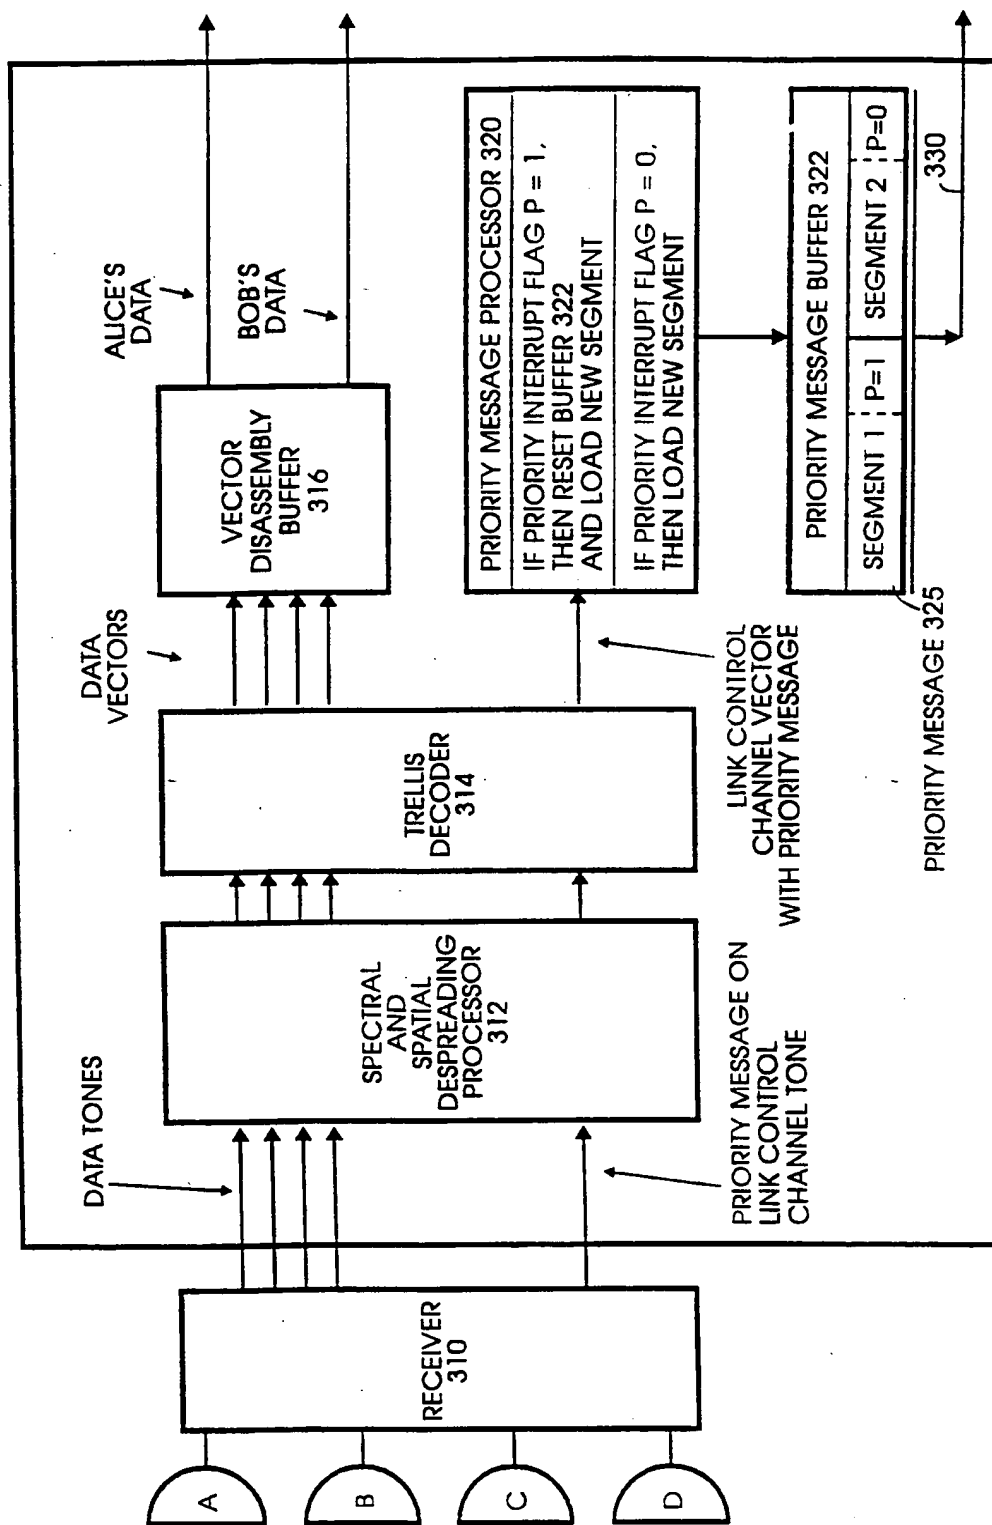 A
B
C
D
RECEIVER
310
DATA TONES
PRIORITY MESSAGE ON
LINK CONTROL
CHANNEL TONE
SPECTRAL
AND
SPATIAL
DESPREADING
PROCESSOR
312
TRELLIS
DECODER
314
DATA
VECTORS
LINK CONTROL
CHANNEL VECTOR
WITH PRIORITY MESSAGE
VECTOR
DISASSEMBLY
BUFFER
316
ALICE'S
DATA
BOB'S
DATA
PRIORITY MESSAGE PROCESSOR 320
IF PRIORITY INTERRUPT FLAG P = 1,
THEN RESET BUFFER 322
AND LOAD NEW SEGMENT
IF PRIORITY INTERRUPT FLAG P = 0,
THEN LOAD NEW SEGMENT
PRIORITY MESSAGE BUFFER 322
SEGMENT 1 P=1 SEGMENT 2 P=0
PRIORITY MESSAGE 325
330